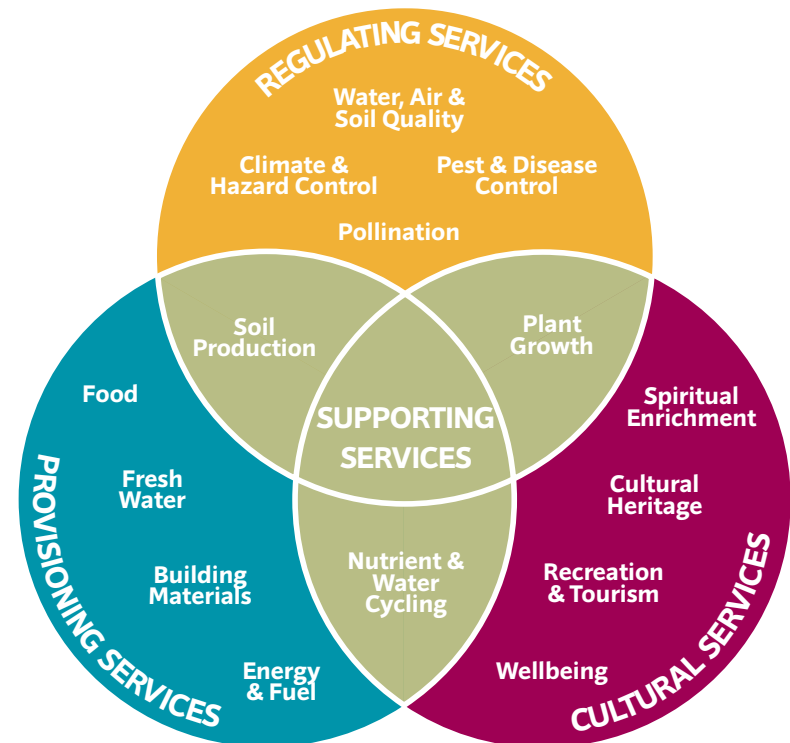 REGULATING SERVICES
Water, Air &
Soil Quality
Climate &
Hazard Control
Pest & Disease
Control
Pollination
Soil
Production
Plant
Growth
SUPPORTING
SERVICES
Nutrient &
Water
Cycling
Food
Fresh
Water
Building
Materials
Energy
& Fuel
PROVISIONING SERVICES
Spiritual
Enrichment
Cultural
Heritage
Recreation
& Tourism
Wellbeing
CULTURAL SERVICES